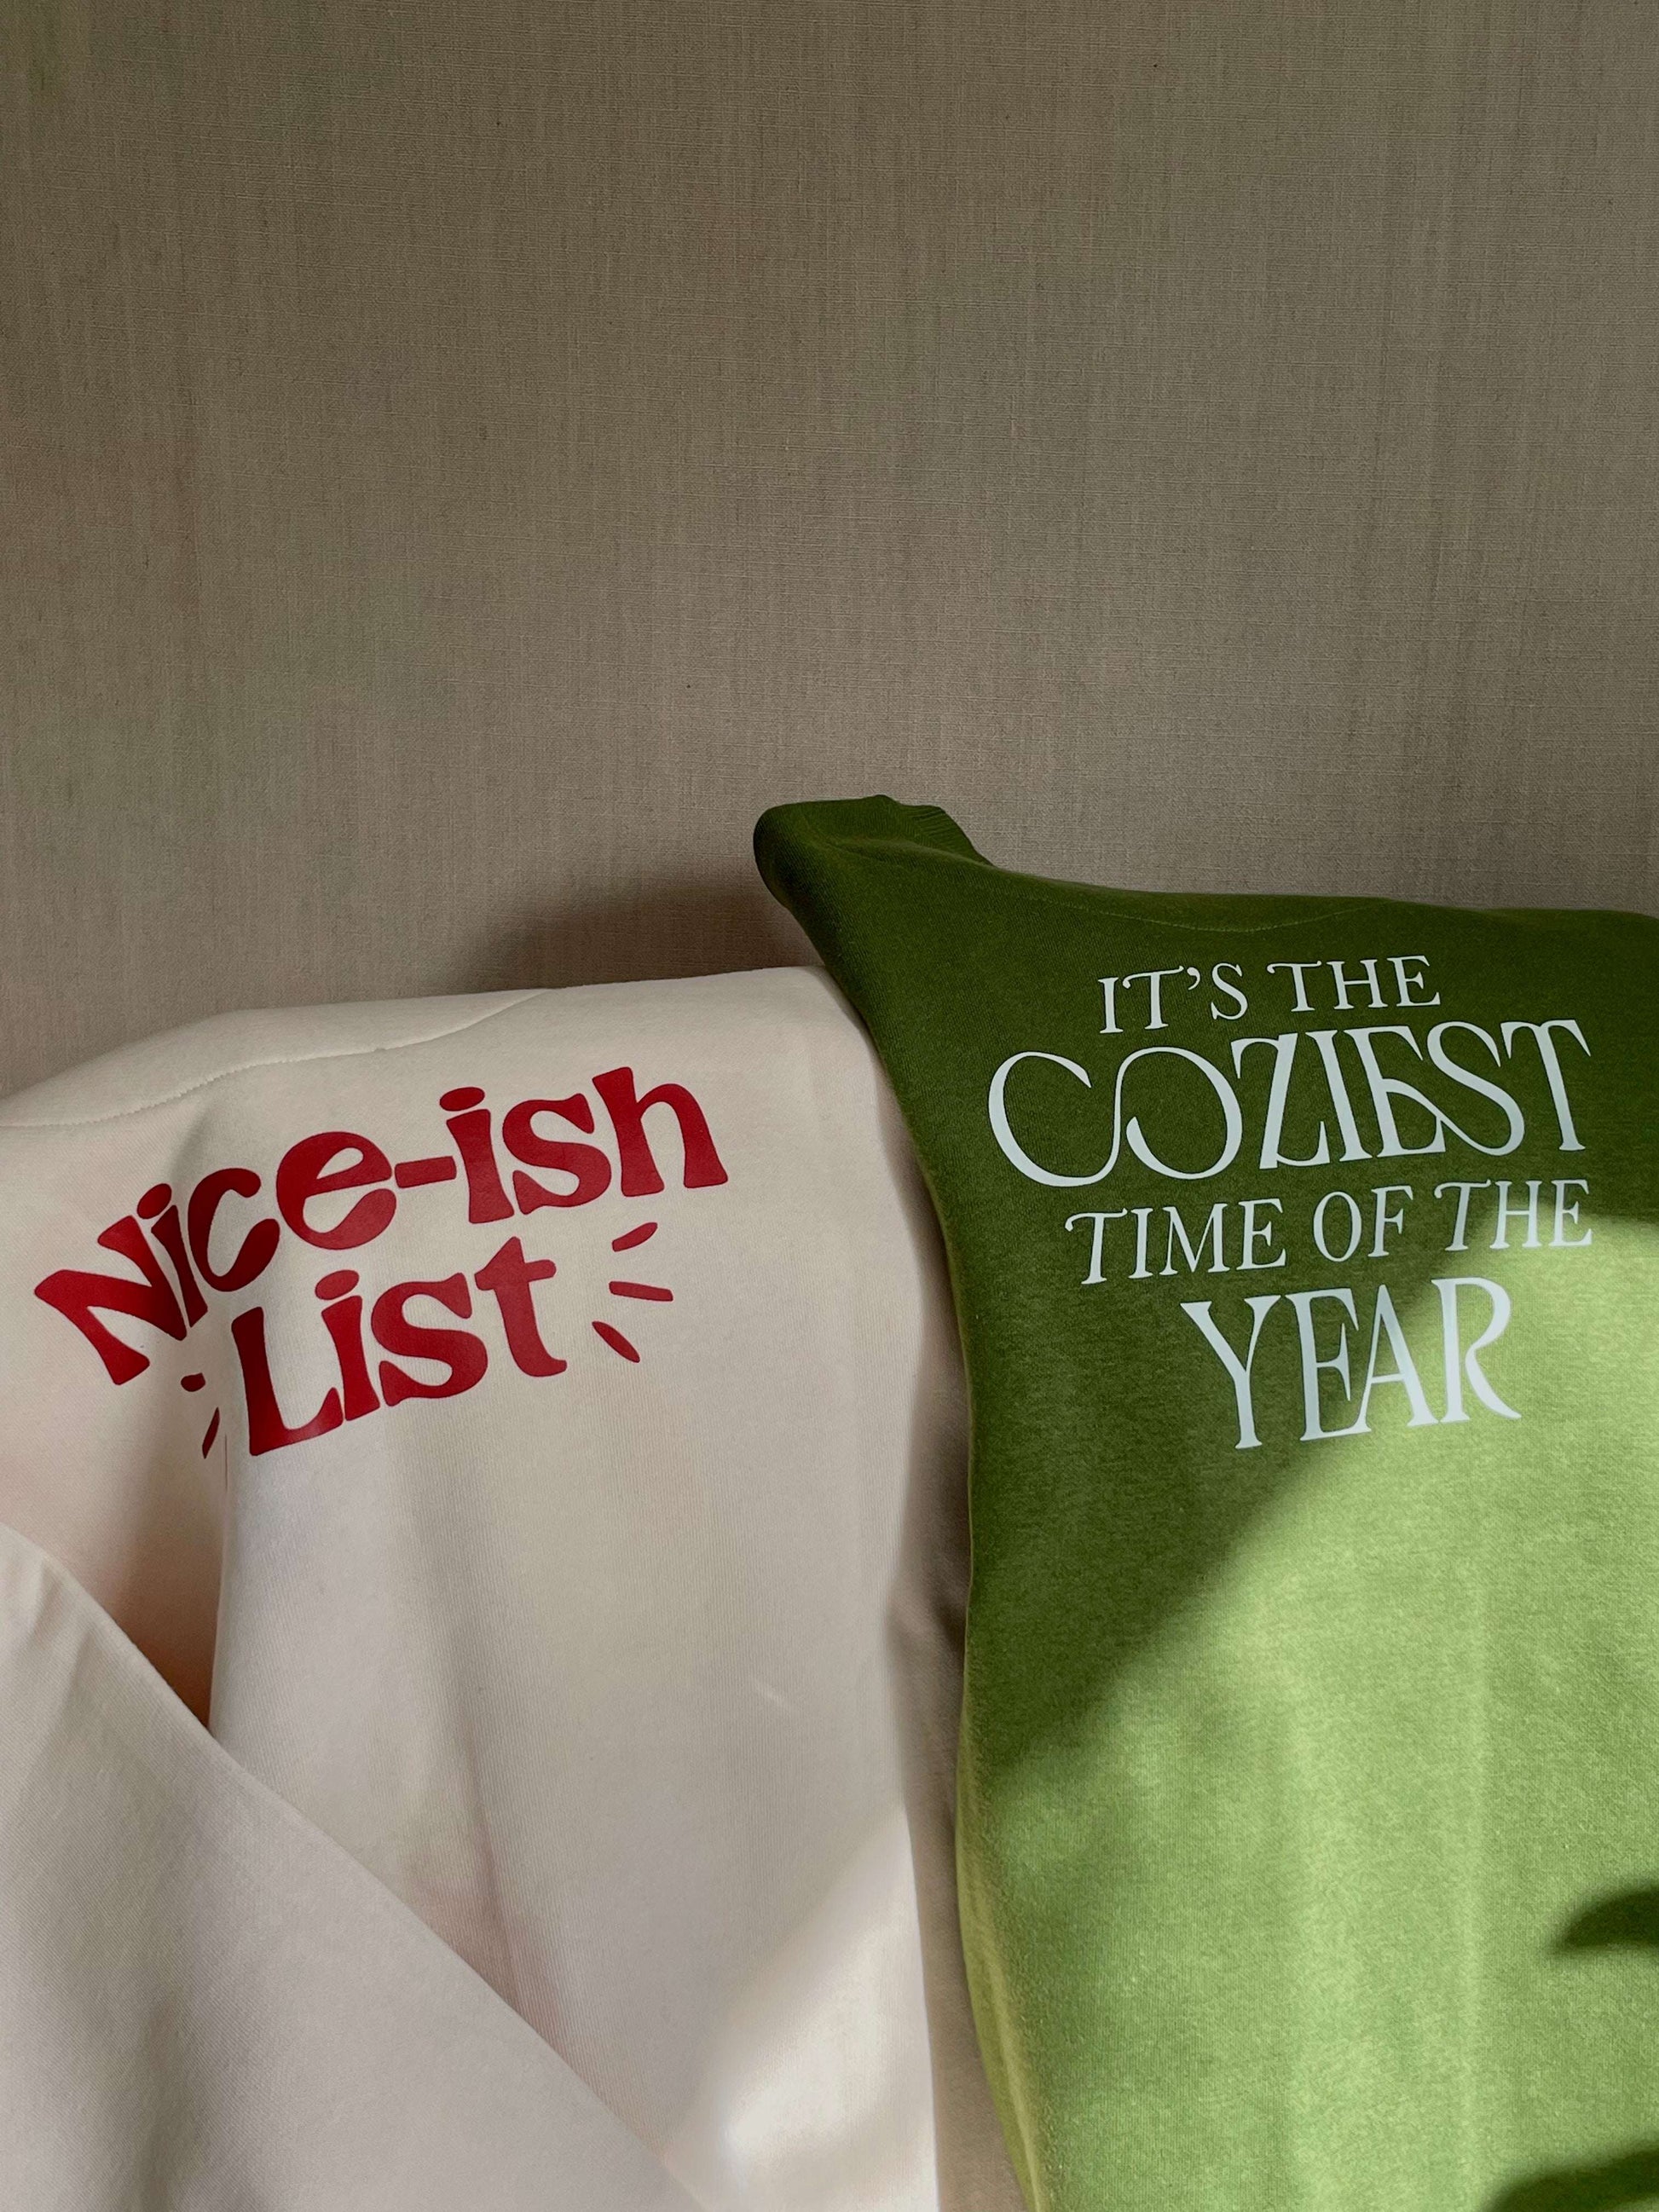 Nice-ish
List
IT'S THE
COZIEST
TIME OF THE
YEAR